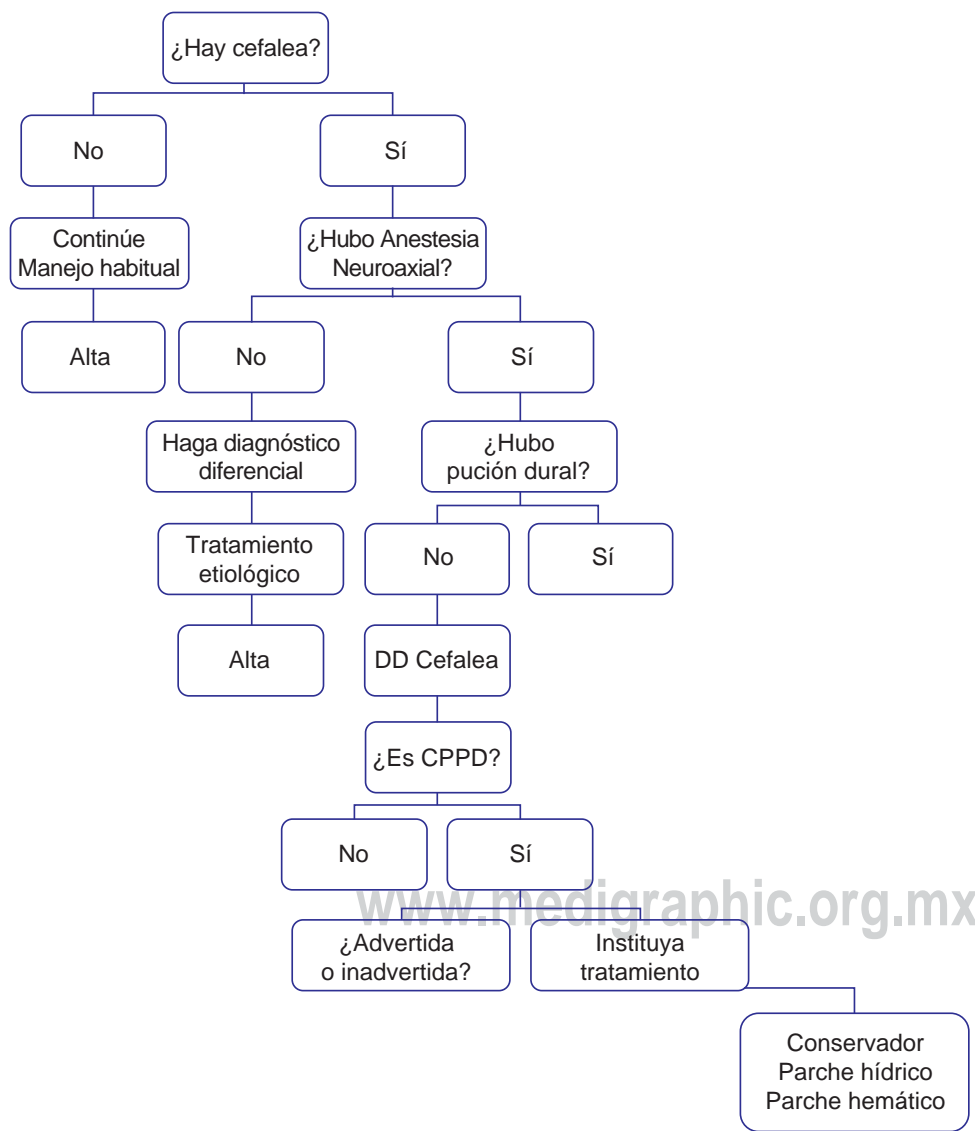 ¿Hay cefalea?
No
Sí
Continúe
Manejo habitual
¿Hubo Anestesia
Neuroaxial?
Alta
No
Sí
Haga diagnóstico
diferencial
¿Hubo
pución dural?
Tratamiento
etiológico
No
Sí
Alta
DD Cefalea
¿Es CPPD?
No
Sí
www.medigraphic.org.mx
¿Advertida
o inadvertida?
Instituya
tratamiento
Conservador
Parche hídrico
Parche hemático